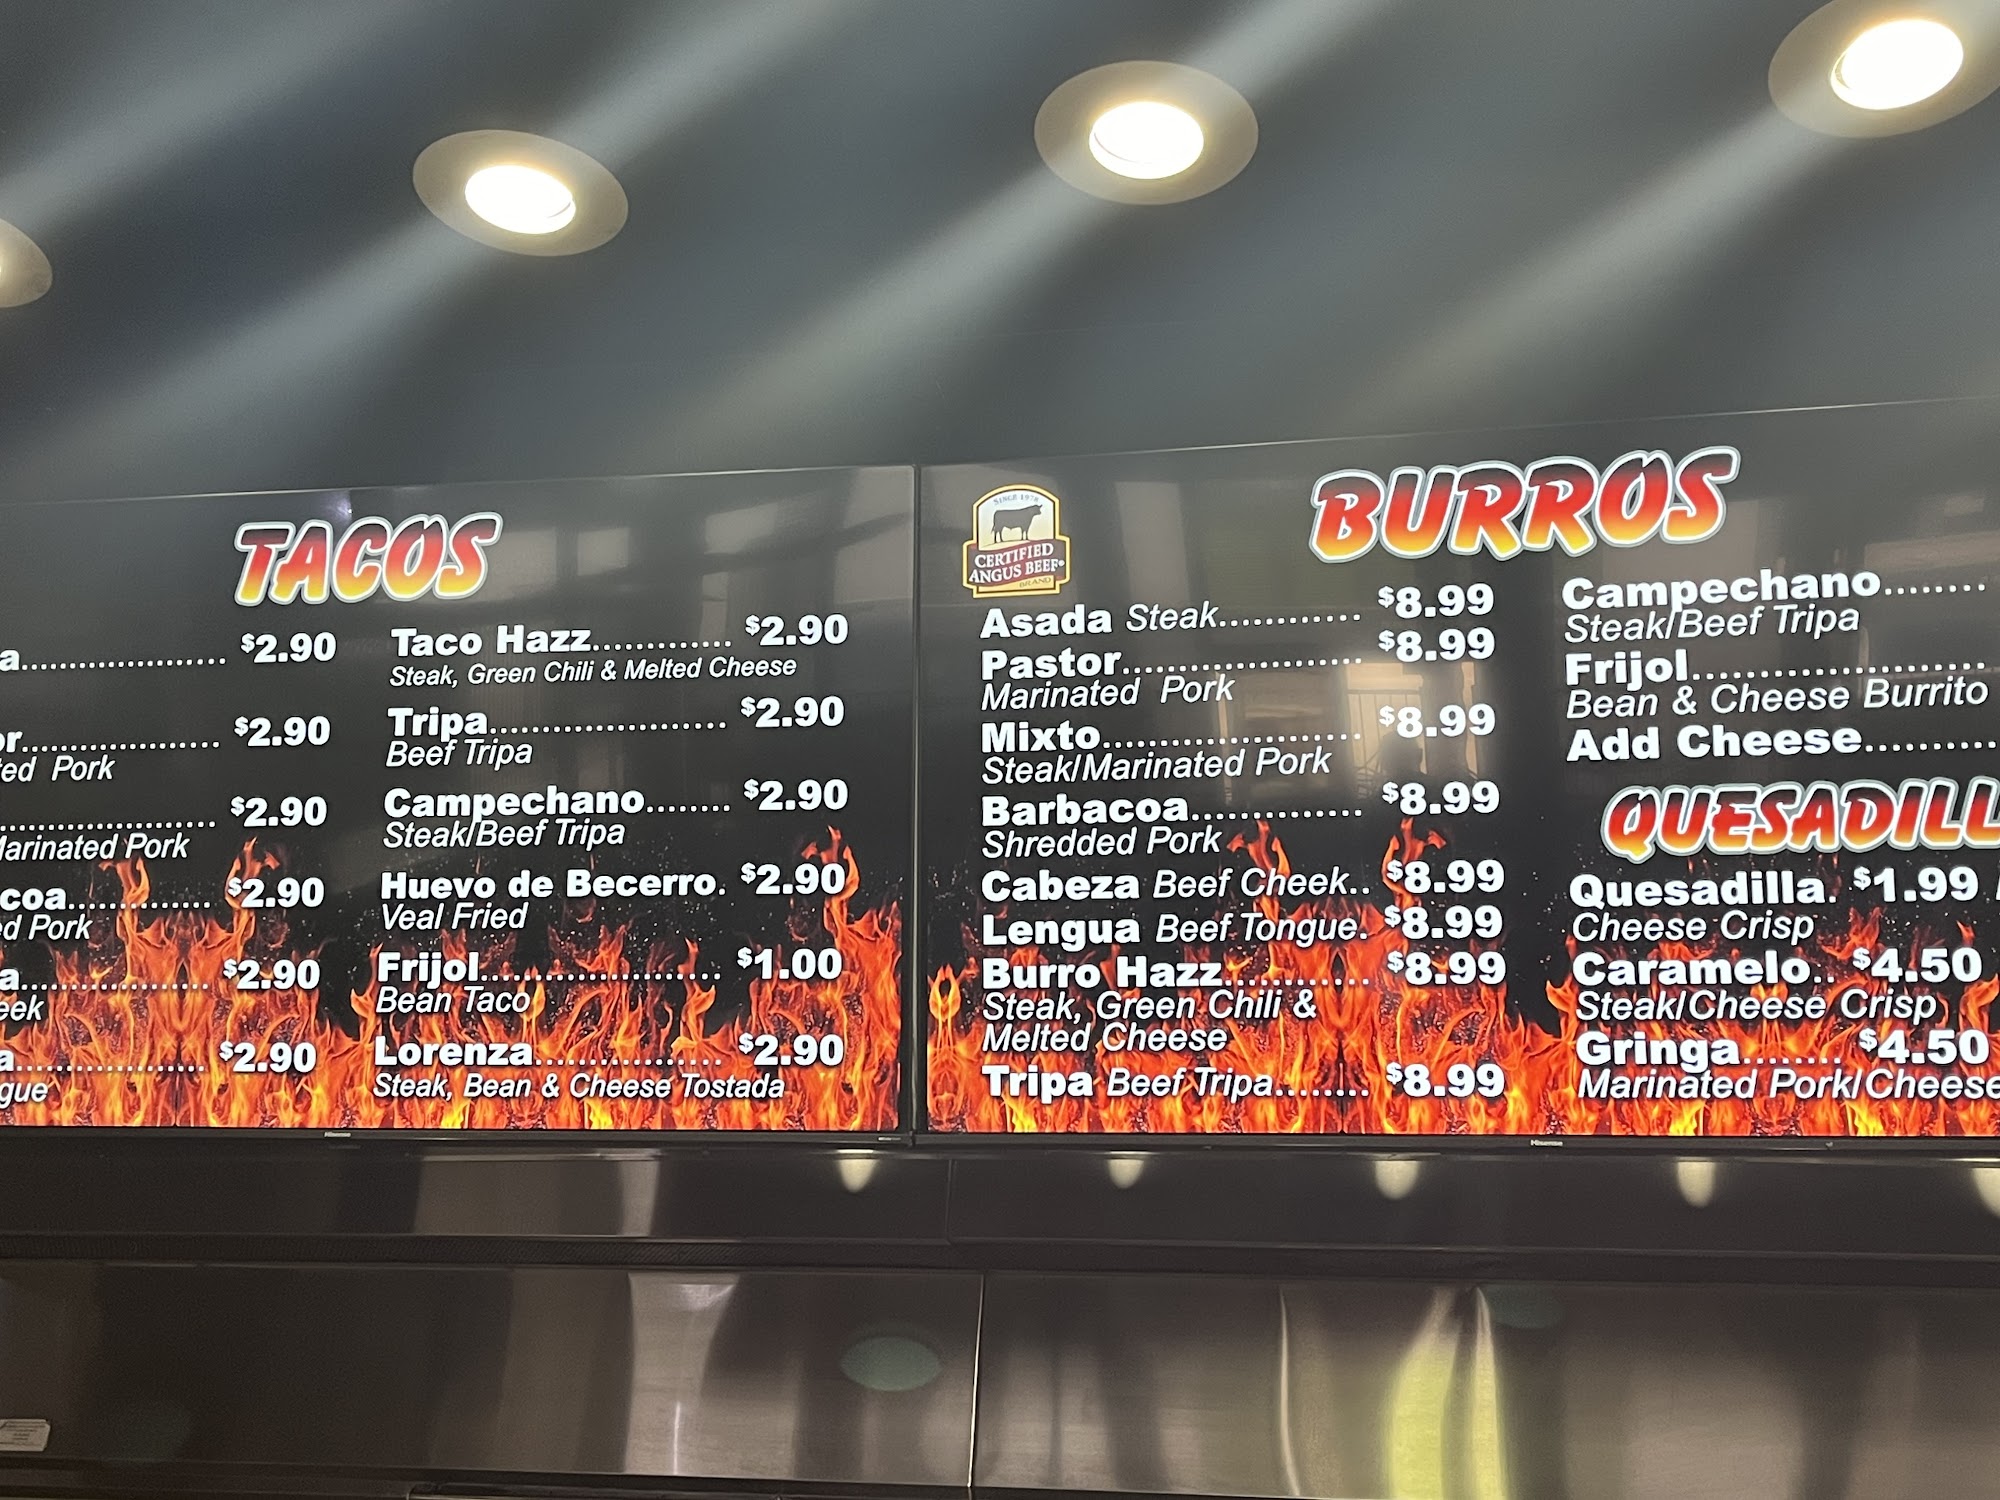 TACOS
$2.90
$2.90
Pork
$2.90
Marinated Pork
$2.90
Pork
$2.90
$2.90
Taco Hazz............. $2.90
Steak, Green Chili & Melted Cheese
Tripa...................... $2.90
Beef Tripa
Campechano........ $2.90
Steak/Beef Tripa
Huevo de Becerro. $2.90
Veal Fried
Frijol...................... $1.00
Bean Taco
Lorenza................. $2.90
Steak, Bean & Cheese Tostada
Hisense
SINCE 1978
CERTIFIED
ANGUS BEEF®
BRAND
BURROS
Asada Steak............ $8.99
Pastor.................... $8.99
Marinated Pork
Mixto...................... $8.99
Steak/Marinated Pork
Barbacoa.............. $8.99
Shredded Pork
Cabeza Beef Cheek.. $8.99
Lengua Beef Tongue. $8.99
Burro Hazz............ $8.99
Steak, Green Chili &
Melted Cheese
Tripa Beef Tripa........ $8.99
Campechano........
Steak/Beef Tripa
Frijol......................
Bean & Cheese Burrito
Add Cheese..........
QUESADILL
Quesadilla. $1.99
Cheese Crisp
Caramelo.. $4.50
Steak/Cheese Crisp
Gringa....... $4.50
Marinated Pork/Cheese
Hisense